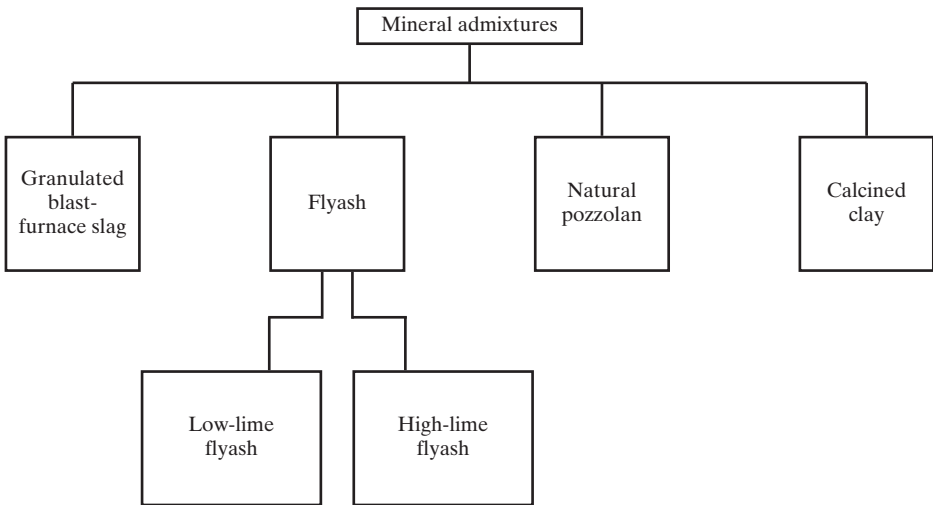 Mineral admixtures
Granulated
blast-
furnace slag
Flyash
Natural
pozzolan
Calcined
clay
Low-lime
flyash
High-lime
flyash